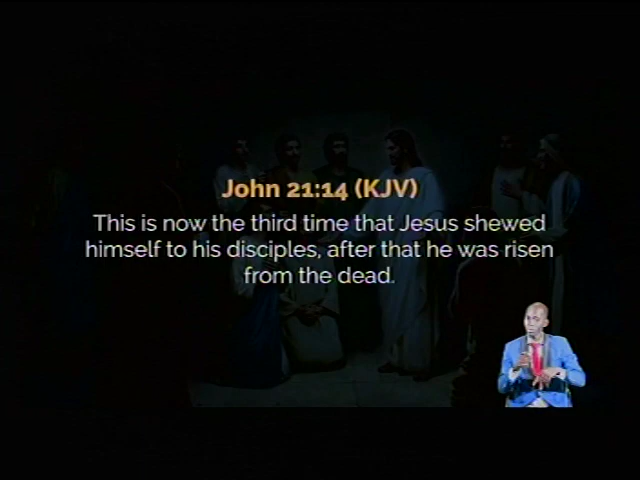 John 21:14 (KJV)
This is now the third time that Jesus shewed
himself to his disciples, after that he was risen
from the dead.